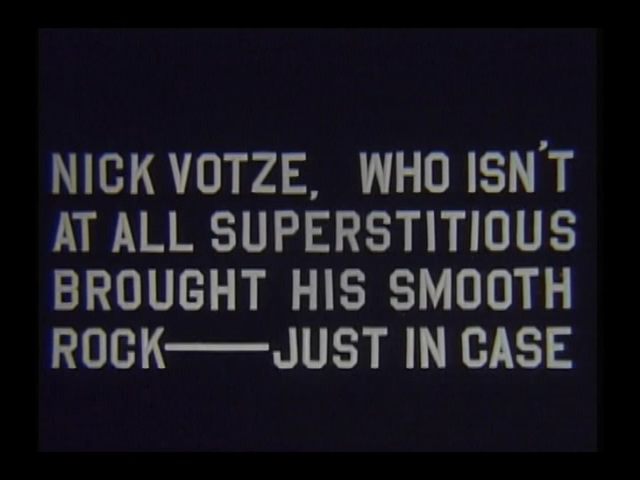 NICK VOTZE, WHO ISN'T
AT ALL SUPERSTITIOUS
BROUGHT HIS SMOOTH
ROCK——JUST IN CASE